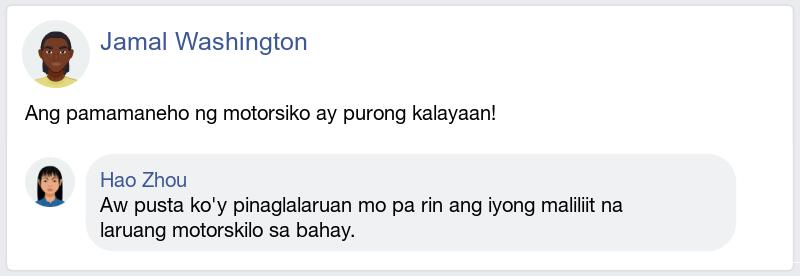 Jamal Washington
Ang pamamaneho ng motorsiko ay purong kalayaan!
Hao Zhou
Aw pusta ko'y pinaglalaruan mo pa rin ang iyong maliliit na
laruang motorskilo sa bahay.